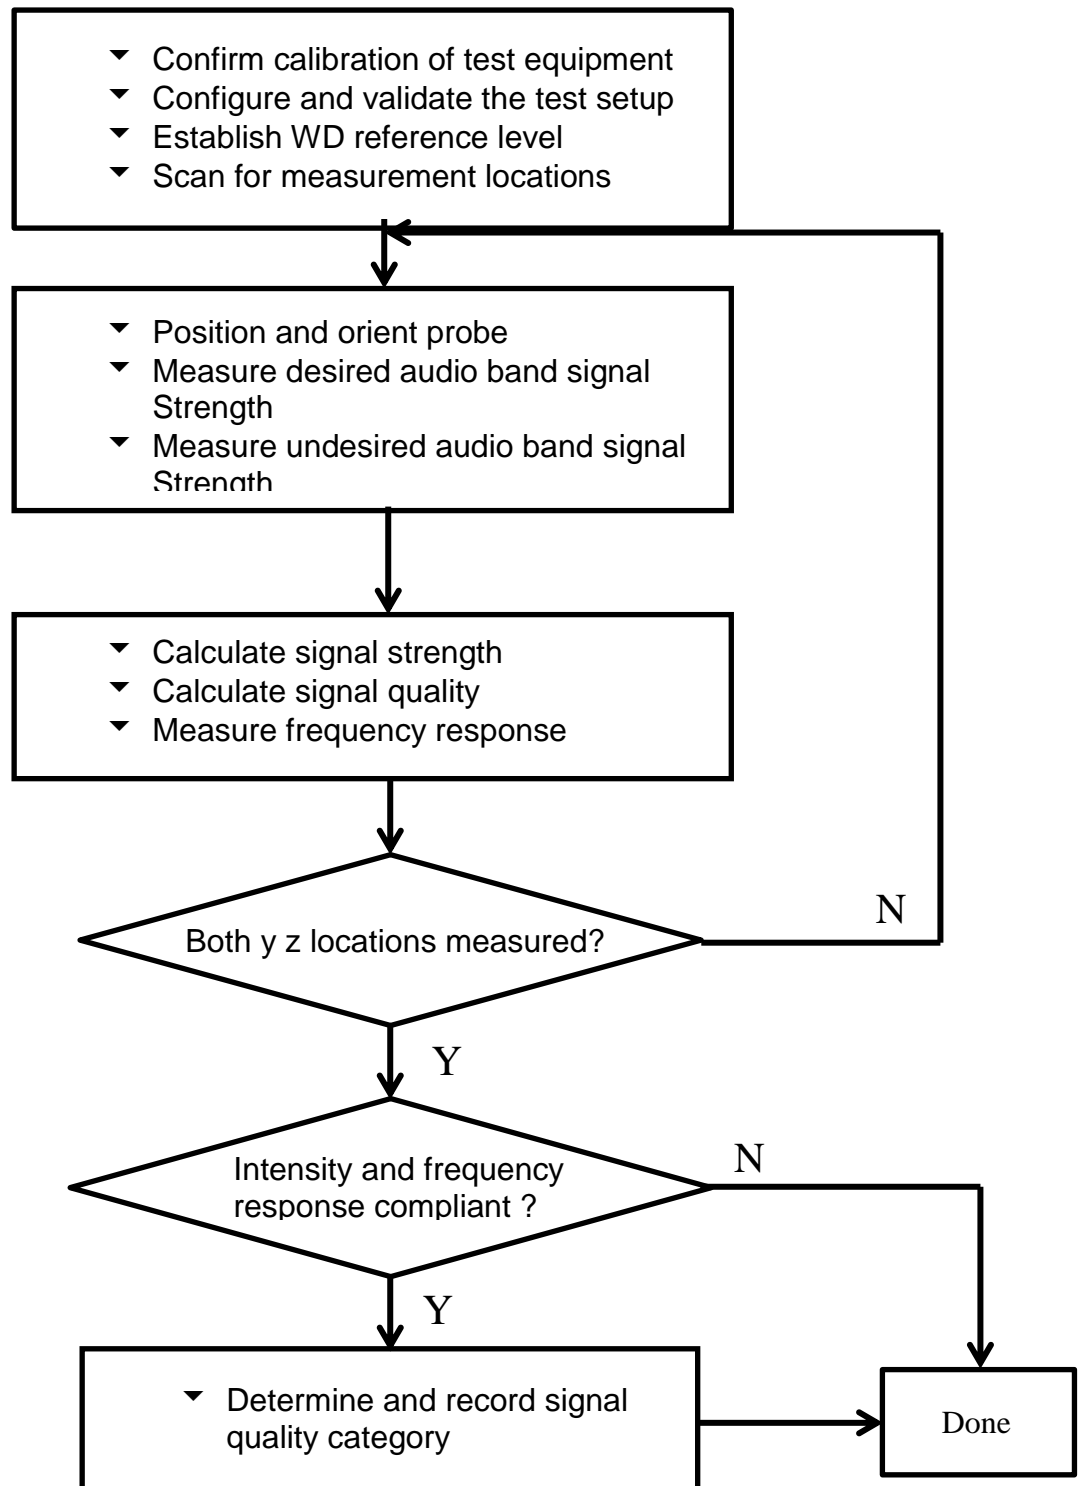 Confirm calibration of test equipment
Configure and validate the test setup
Establish WD reference level
Scan for measurement locations
Position and orient probe
Measure desired audio band signal
Strength
Measure undesired audio band signal
Strength
Calculate signal strength
Calculate signal quality
Measure frequency response
Both y z locations measured?
N
Y
Intensity and frequency
response compliant ?
N
Y
Determine and record signal
quality category
Done